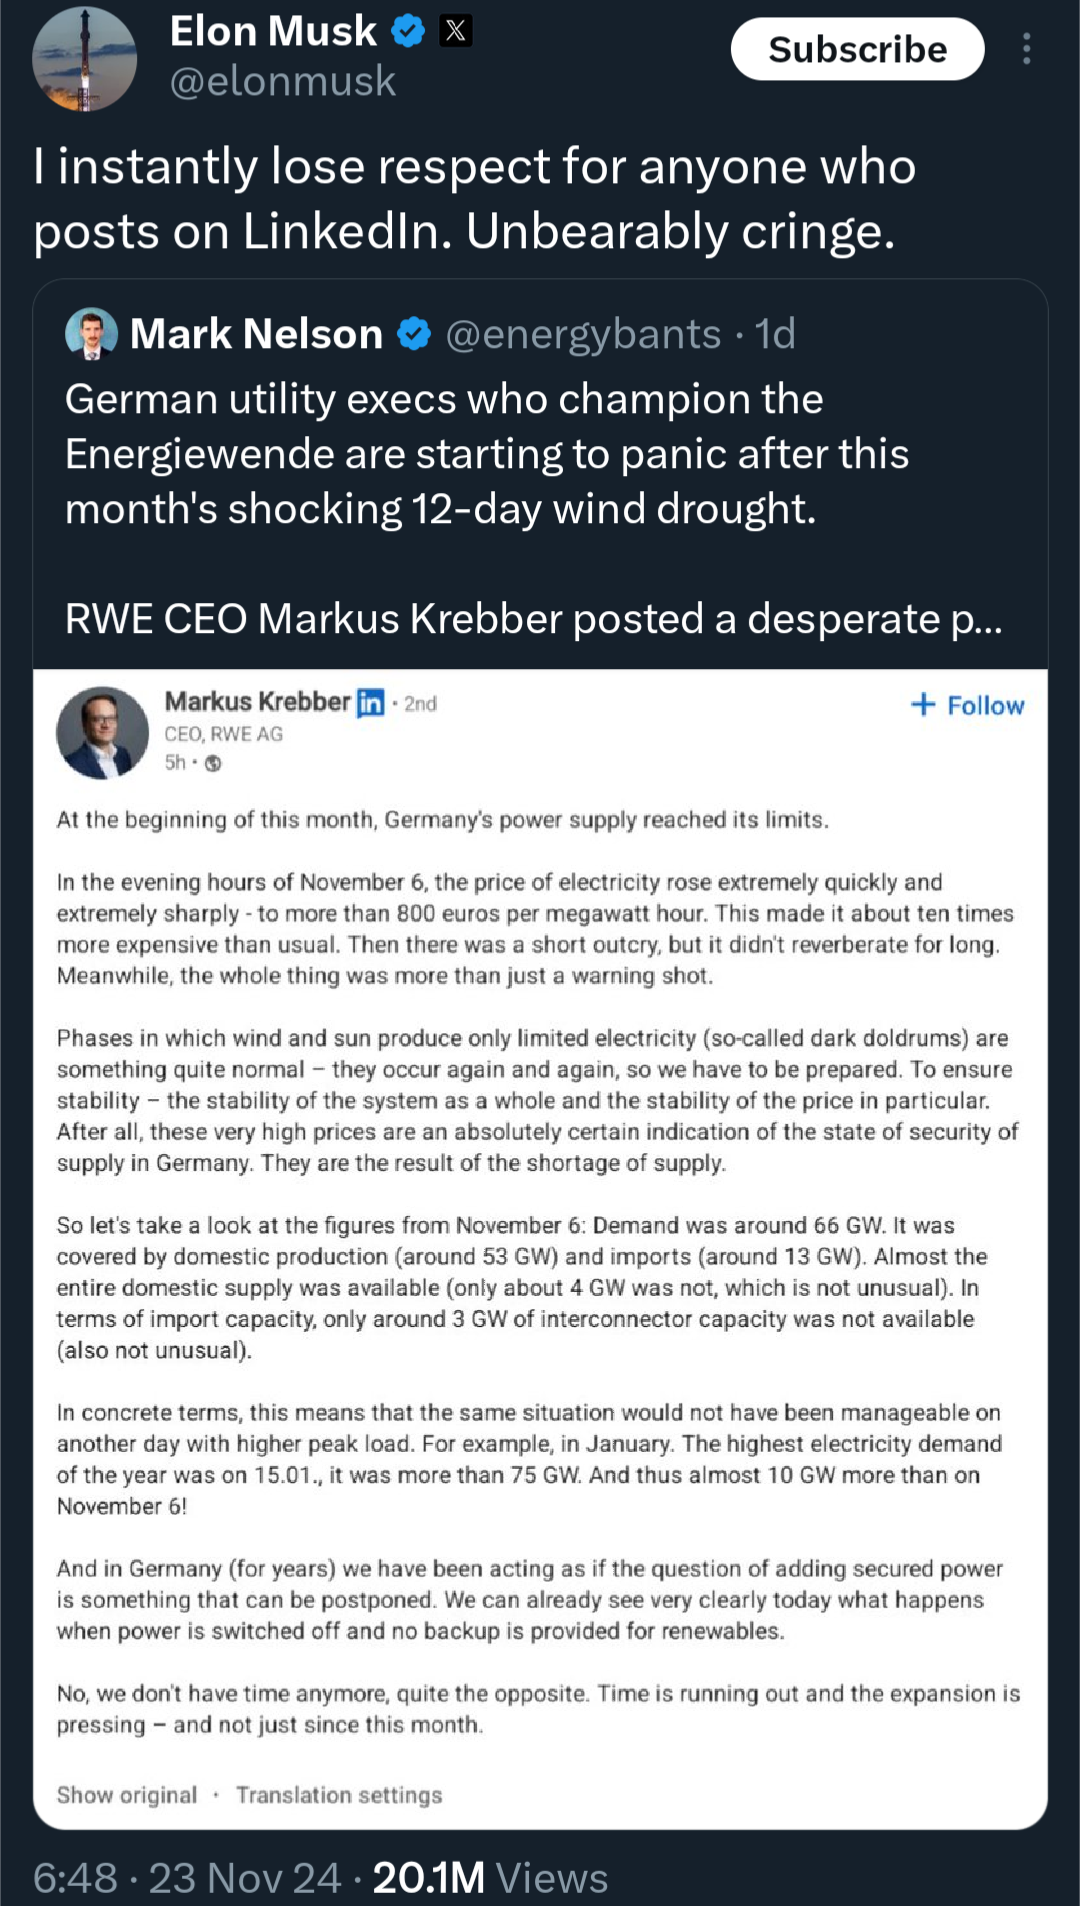 Elon Musk X
@elonmusk
Subscribe
I instantly lose respect for anyone who
posts on LinkedIn. Unbearably cringe.
Mark Nelson @energybants · 1d
German utility execs who champion the
Energiewende are starting to panic after this
month's shocking 12-day wind drought.
RWE CEO Markus Krebber posted a desperate p...
Markus Krebber in · 2nd
CEO, RWE AG
5h ·
+ Follow
At the beginning of this month, Germany's power supply reached its limits.
In the evening hours of November 6, the price of electricity rose extremely quickly and
extremely sharply - to more than 800 euros per megawatt hour. This made it about ten times
more expensive than usual. Then there was a short outcry, but it didn't reverberate for long.
Meanwhile, the whole thing was more than just a warning shot.
Phases in which wind and sun produce only limited electricity (so-called dark doldrums) are
something quite normal – they occur again and again, so we have to be prepared. To ensure
stability – the stability of the system as a whole and the stability of the price in particular.
After all, these very high prices are an absolutely certain indication of the state of security of
supply in Germany. They are the result of the shortage of supply.
So let's take a look at the figures from November 6: Demand was around 66 GW. It was
covered by domestic production (around 53 GW) and imports (around 13 GW). Almost the
entire domestic supply was available (only about 4 GW was not, which is not unusual). In
terms of import capacity, only around 3 GW of interconnector capacity was not available
(also not unusual).
In concrete terms, this means that the same situation would not have been manageable on
another day with higher peak load. For example, in January. The highest electricity demand
of the year was on 15.01., it was more than 75 GW. And thus almost 10 GW more than on
November 6!
And in Germany (for years) we have been acting as if the question of adding secured power
is something that can be postponed. We can already see very clearly today what happens
when power is switched off and no backup is provided for renewables.
No, we don't have time anymore, quite the opposite. Time is running out and the expansion is
pressing – and not just since this month.
Show original · Translation settings
6:48 · 23 Nov 24 · 20.1M Views